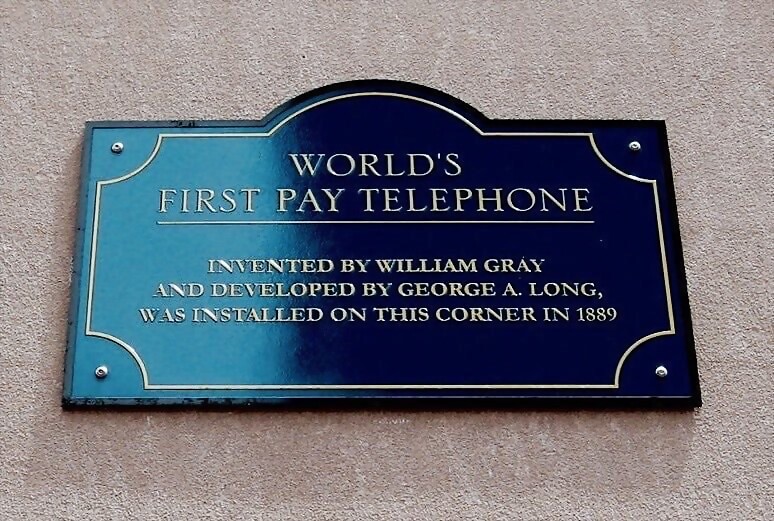 WORLD'S
FIRST PAY TELEPHONE
INVENTED BY WILLIAM GRAY
AND DEVELOPED BY GEORGE A. LONG,
WAS INSTALLED ON THIS CORNER IN 1889